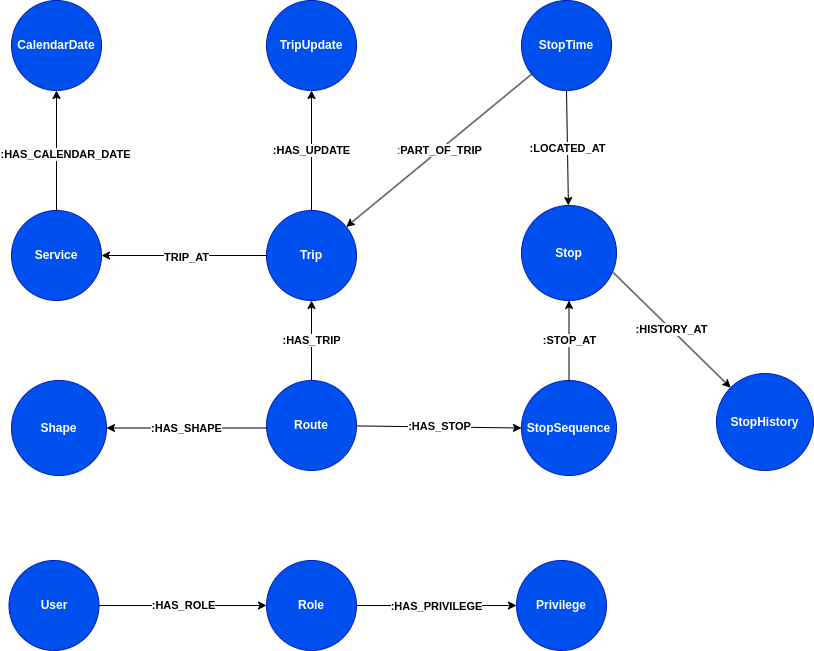 CalendarDate
TripUpdate
StopTime
:HAS_CALENDAR_DATE
:HAS_UPDATE
:PART_OF_TRIP
:LOCATED_AT
Service
TRIP_AT
Trip
Stop
:HAS_TRIP
:STOP_AT
:HISTORY_AT
Shape
:HAS_SHAPE
Route
:HAS_STOP
StopSequence
StopHistory
User
:HAS_ROLE
Role
:HAS_PRIVILEGE
Privilege